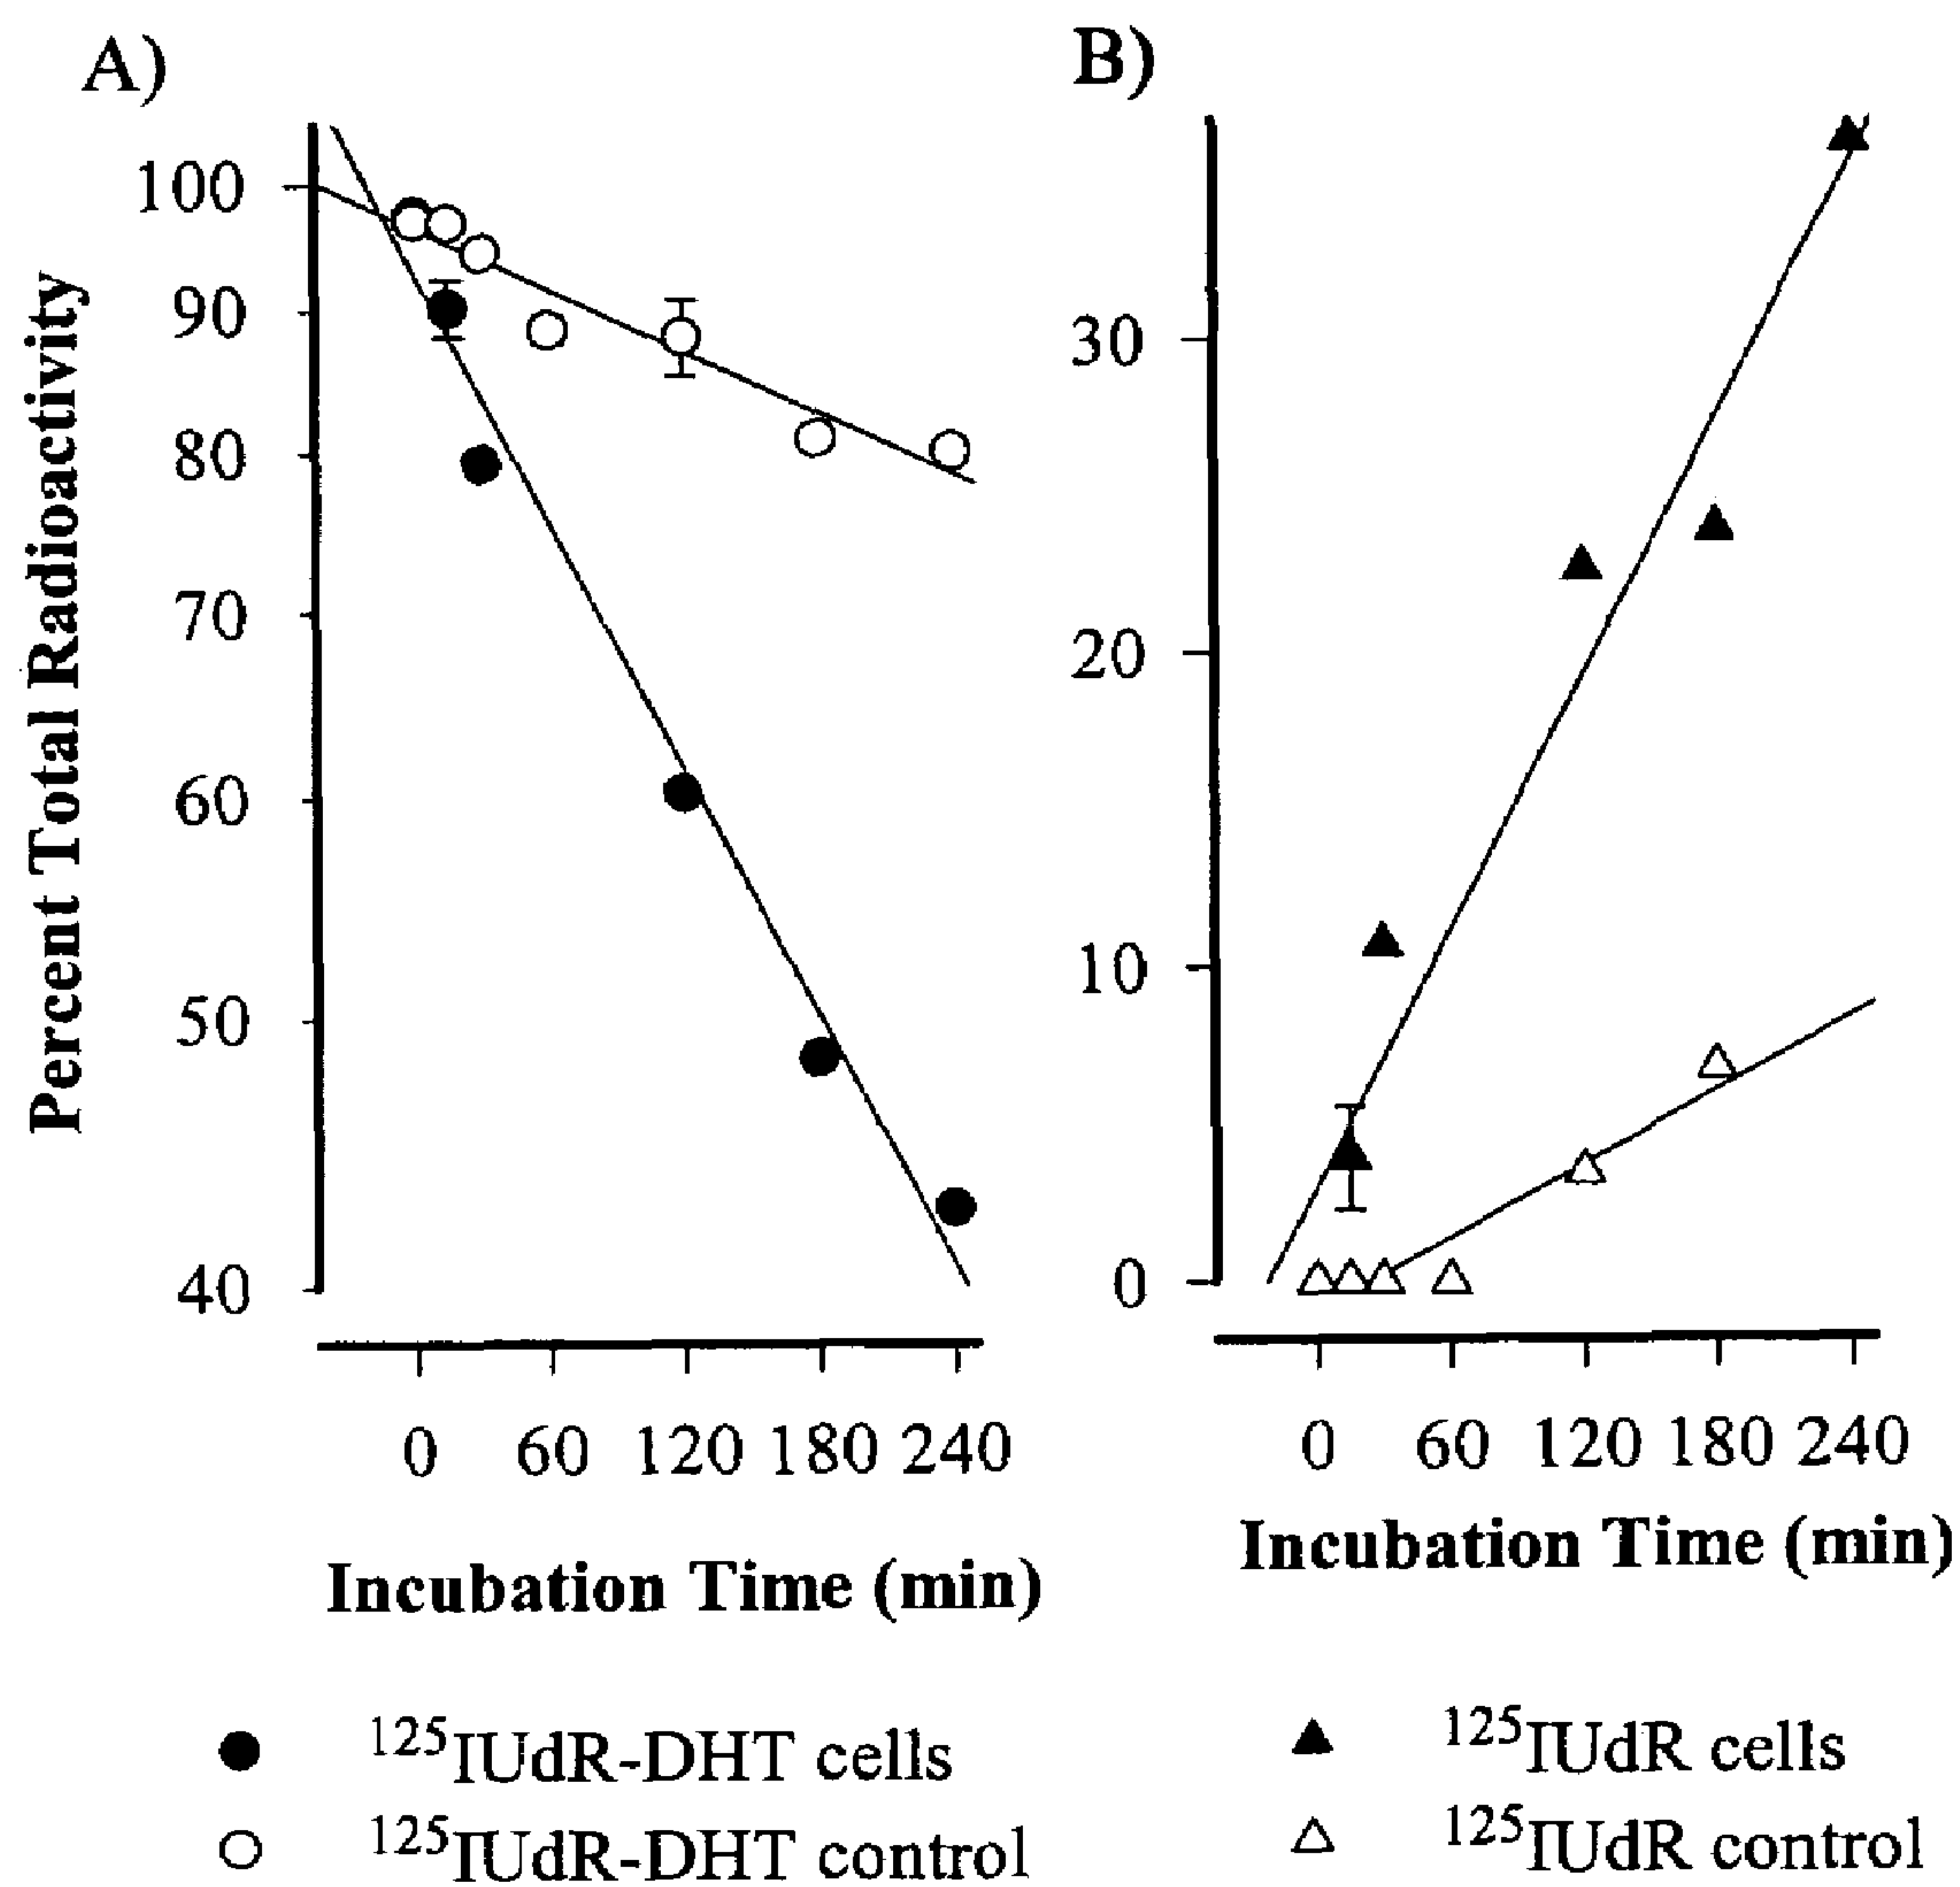 A)
B)
Percent Total Radioactivity
100
90
80
70
60
50
40
0 60 120 180 240
Incubation Time (min)
30
20
10
0
0 60 120 180 240
Incubation Time (min)
125IUdR-DHT cells
125IUdR-DHT control
125IUdR cells
125IUdR control